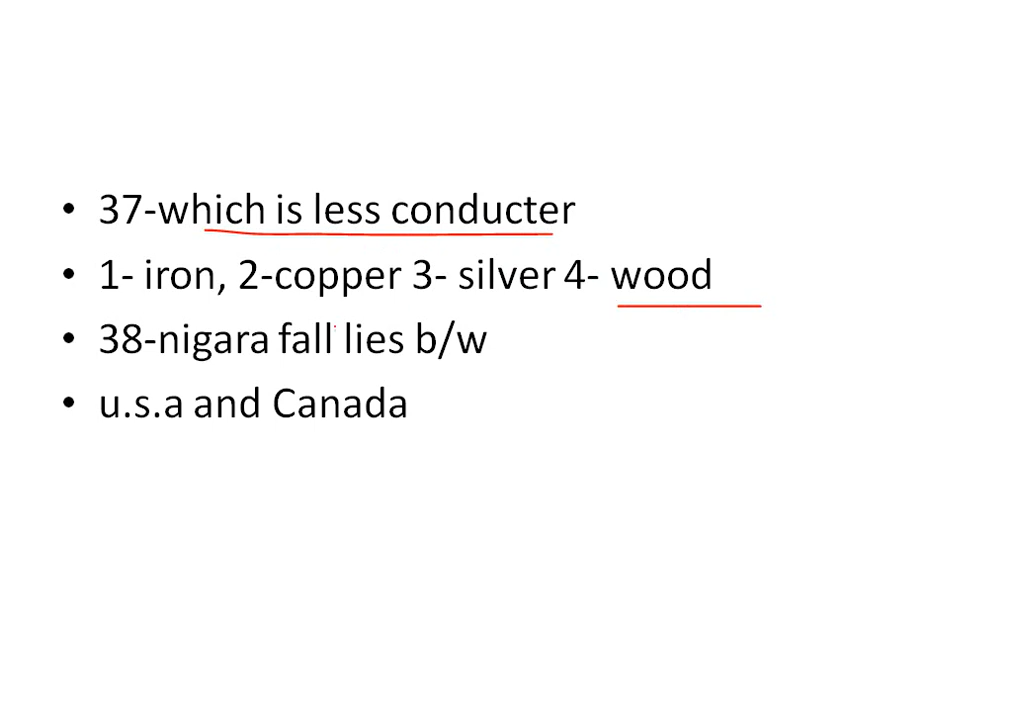 • 37-which is less conducter
• 1- iron, 2-copper 3- silver 4- wood
• 38-nigara fall lies b/w
• u.s.a and Canada